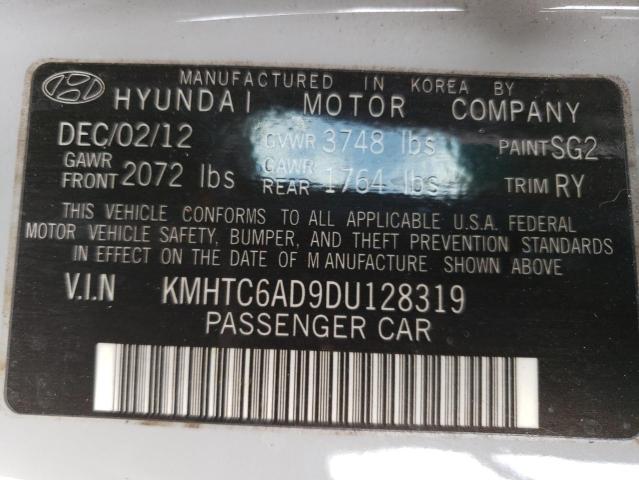 MANUFACTURED IN KOREA BY
HYUNDAI MOTOR COMPANY
DEC/02/12 GVWR 3748 lbs PAINT SG2
GAWR FRONT 2072 lbs GAWR REAR 1764 lbs TRIM RY
THIS VEHICLE CONFORMS TO ALL APPLICABLE U.S.A. FEDERAL
MOTOR VEHICLE SAFETY, BUMPER, AND THEFT PREVENTION STANDARDS
IN EFFECT ON THE DATE OF MANUFACTURE SHOWN ABOVE
V.I.N KMHTC6AD9DU128319
PASSENGER CAR